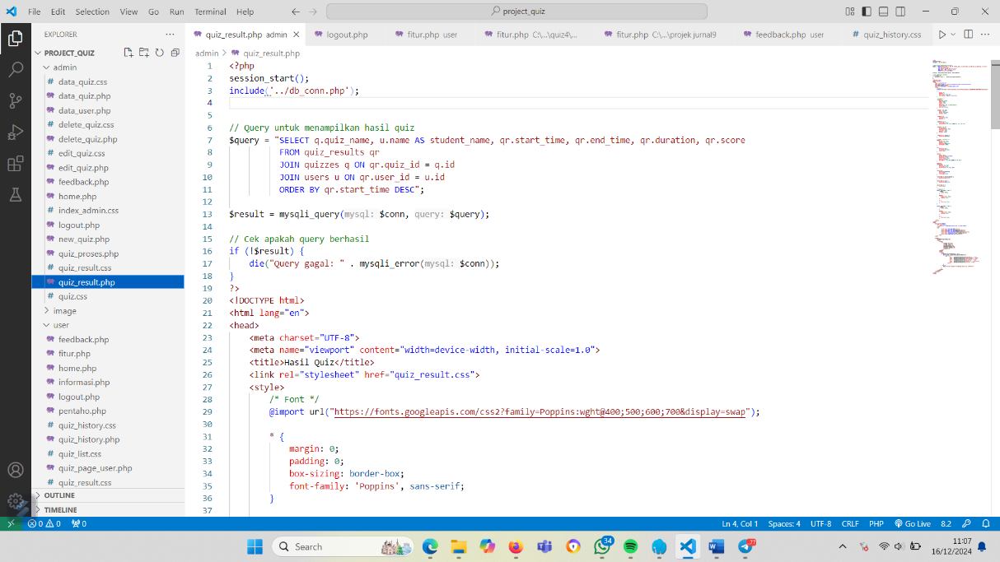 File Edit Selection View Go Run Terminal Help
project_quiz
EXPLORER
PROJECT_QUIZ
admin
# data_quiz.css
data_quiz.php
data_user.php
# delete_quiz.css
delete_quiz.php
# edit_quiz.css
edit_quiz.php
feedback.php
home.php
# index_admin.css
logout.php
new_quiz.php
quiz_proses.php
# quiz_result.css
quiz_result.php
# quiz.css
image
user
feedback.php
fitur.php
home.php
informasi.php
logout.php
pentaho.php
# quiz_history.css
quiz_history.php
# quiz_list.css
quiz_page_user.php
# quiz_result.css
OUTLINE
TIMELINE
quiz_result.php admin
logout.php
fitur.php user
fitur.php C:\...\quiz4\...
fitur.php C:\...\projek jurnal9
feedback.php user
# quiz_history.css
admin > quiz_result.php
1 <?php
2 session_start();
3 include('../db_conn.php');
4
5
6 // Query untuk menampilkan hasil quiz
7 $query = "SELECT q.quiz_name, u.name AS student_name, qr.start_time, qr.end_time, qr.duration, qr.score
8 FROM quiz_results qr
9 JOIN quizzes q ON qr.quiz_id = q.id
10 JOIN users u ON qr.user_id = u.id
11 ORDER BY qr.start_time DESC";
12
13 $result = mysqli_query(mysql: $conn, query: $query);
14
15 // Cek apakah query berhasil
16 if (!$result) {
17 die("Query gagal: " . mysqli_error(mysql: $conn));
18 }
19 ?>
20 <!DOCTYPE html>
21 <html lang="en">
22 <head>
23 <meta charset="UTF-8">
24 <meta name="viewport" content="width=device-width, initial-scale=1.0">
25 <title>Hasil Quiz</title>
26 <link rel="stylesheet" href="quiz_result.css">
27 <style>
28 /* Font */
29 @import url("https://fonts.googleapis.com/css2?family=Poppins:wght@400;500;600;700&display=swap");
30
31 * {
32 margin: 0;
33 padding: 0;
34 box-sizing: border-box;
35 font-family: 'Poppins', sans-serif;
36 }
37
0 0 0
Ln 4, Col 1 Spaces: 4 UTF-8 CRLF PHP Go Live 8.2
Search
34
11:07
16/12/2024